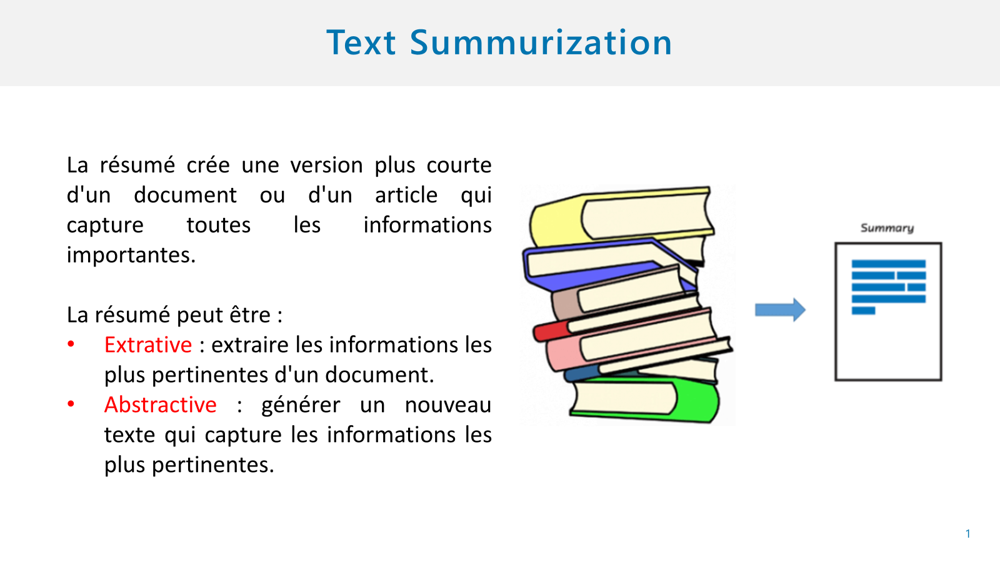 Text Summurization
La résumé crée une version plus courte
d'un document ou d'un article qui
capture toutes les informations
importantes.
La résumé peut être :
• Extrative : extraire les informations les
plus pertinentes d'un document.
• Abstractive : générer un nouveau
texte qui capture les informations les
plus pertinentes.
Summary
1